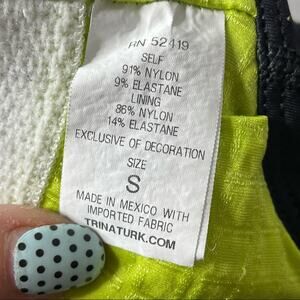 RN 52419
SELF
91% NYLON
9% ELASTANE
LINING
86% NYLON
14% ELASTANE
EXCLUSIVE OF DECORATION
SIZE
S
MADE IN MEXICO WITH
IMPORTED FABRIC
TRINATURK.COM